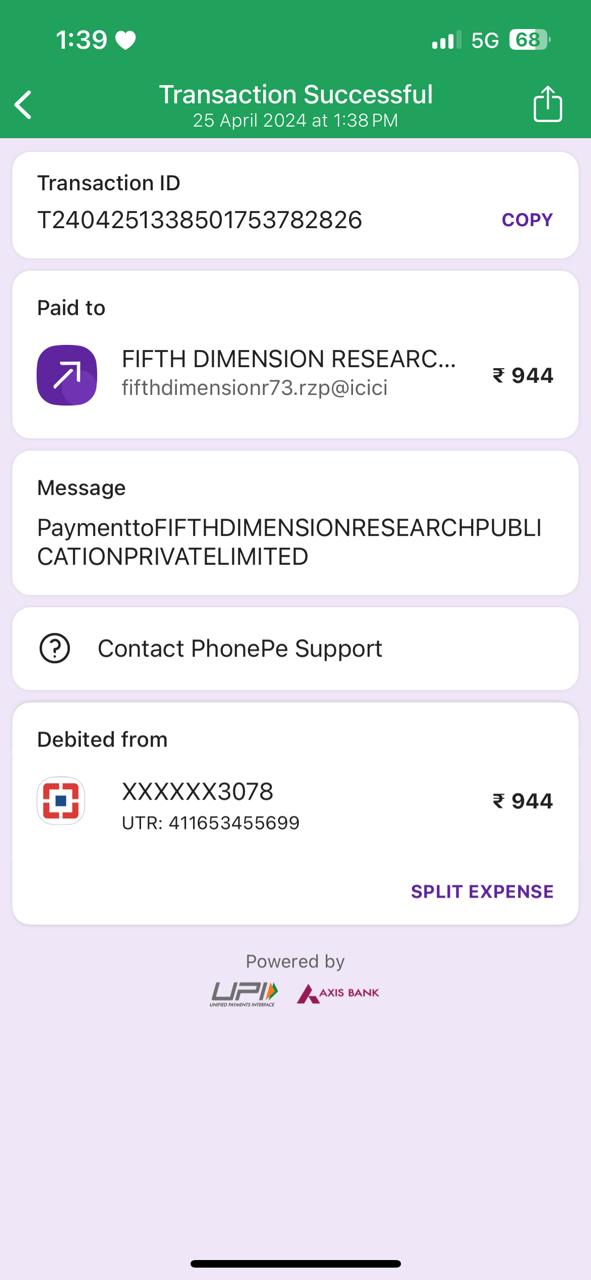 1:39
5G 68
Transaction Successful
25 April 2024 at 1:38 PM
Transaction ID
T2404251338501753782826
COPY
Paid to
FIFTH DIMENSION RESEARC...
fifthdimensionr73.rzp@icici
₹ 944
Message
PaymenttoFIFTHDIMENSIONRESEARCHPUBLI
CATIONPRIVATELIMITED
Contact PhonePe Support
Debited from
XXXXXX3078
₹ 944
UTR: 411653455699
SPLIT EXPENSE
Powered by
UPI AXIS BANK
UNIFIED PAYMENTS INTERFACE